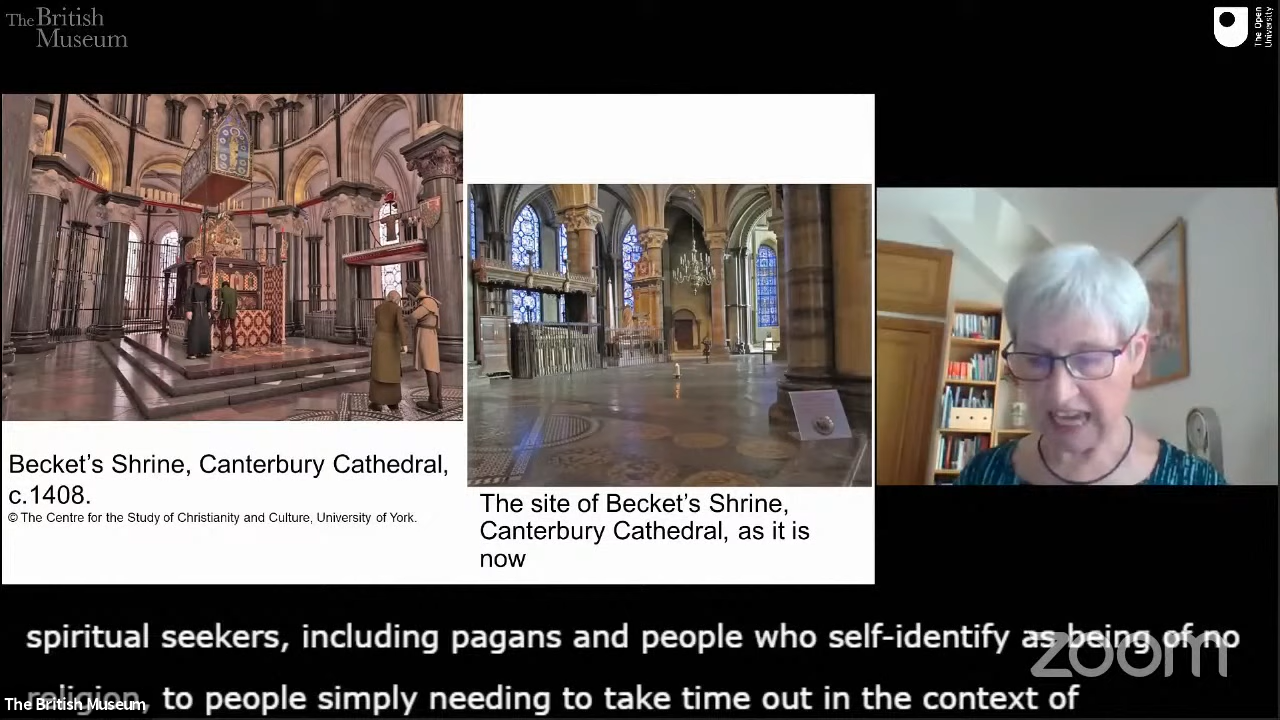 The British
Museum
The Open
University
Becket's Shrine, Canterbury Cathedral,
c.1408.
© The Centre for the Study of Christianity and Culture, University of York.
The site of Becket's Shrine,
Canterbury Cathedral, as it is
now
spiritual seekers, including pagans and people who self-identify as being of no
religion, to people simply needing to take time out in the context of
zoom
The British Museum